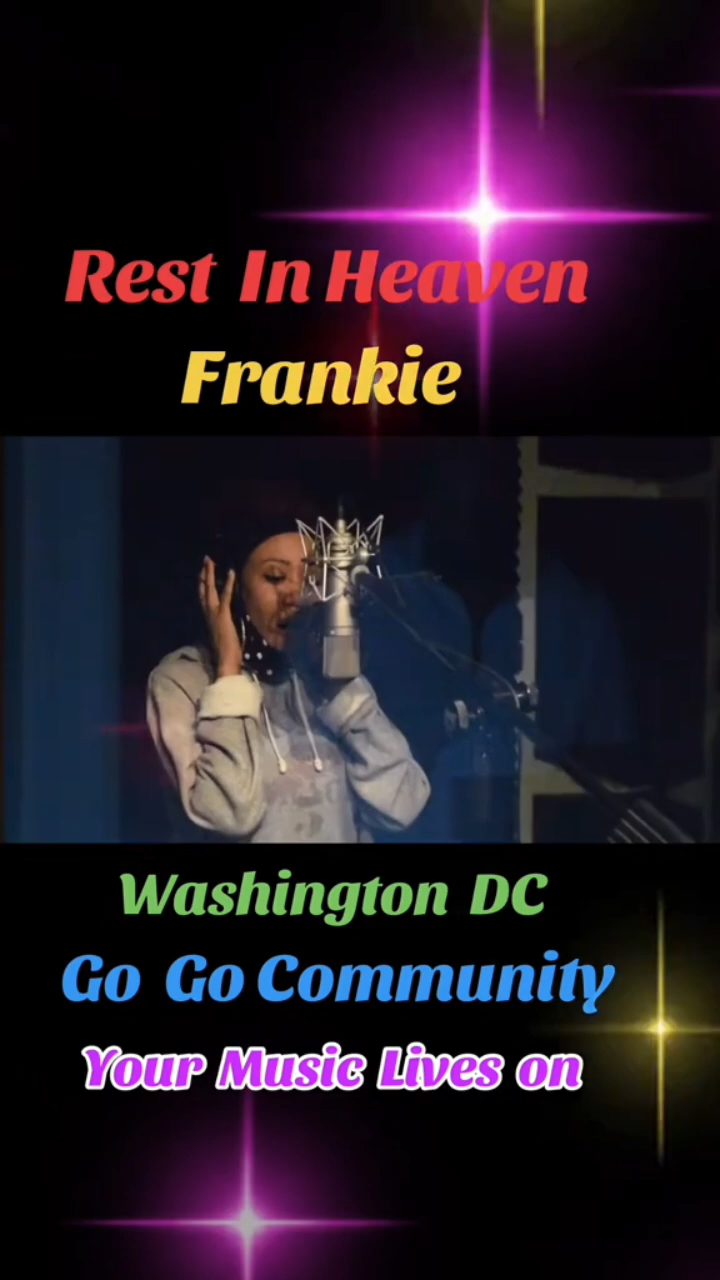 Rest In Heaven
Frankie
Washington DC
Go Go Community
Your Music Lives on